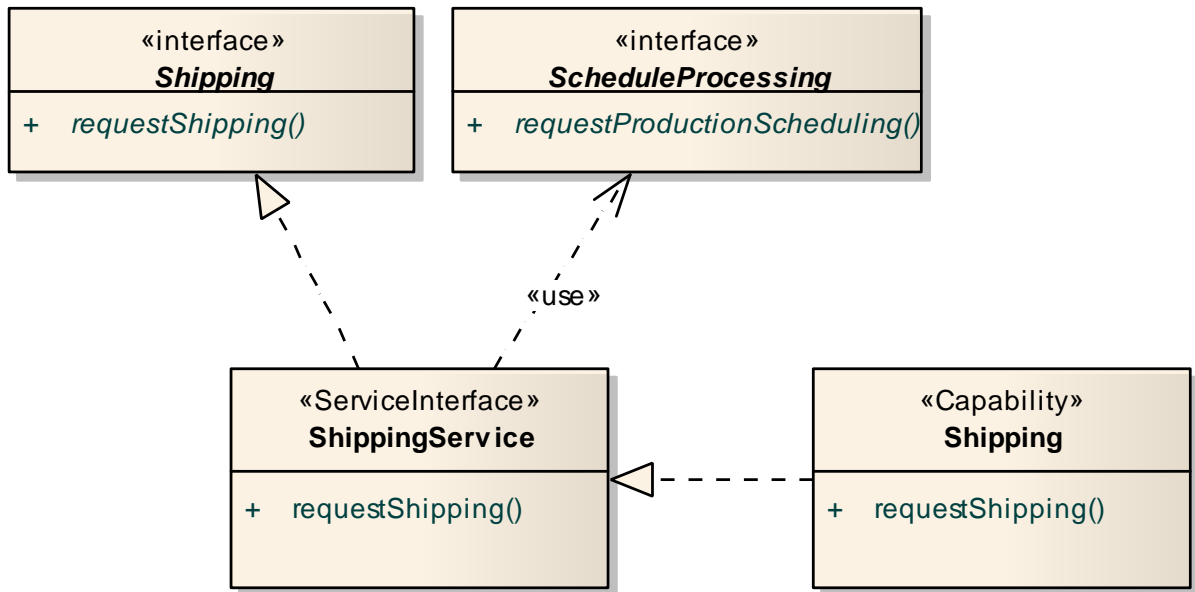 «interface»
Shipping
+ requestShipping()
«interface»
ScheduleProcessing
+ requestProductionScheduling()
«use»
«ServiceInterface»
ShippingService
+ requestShipping()
«Capability»
Shipping
+ requestShipping()